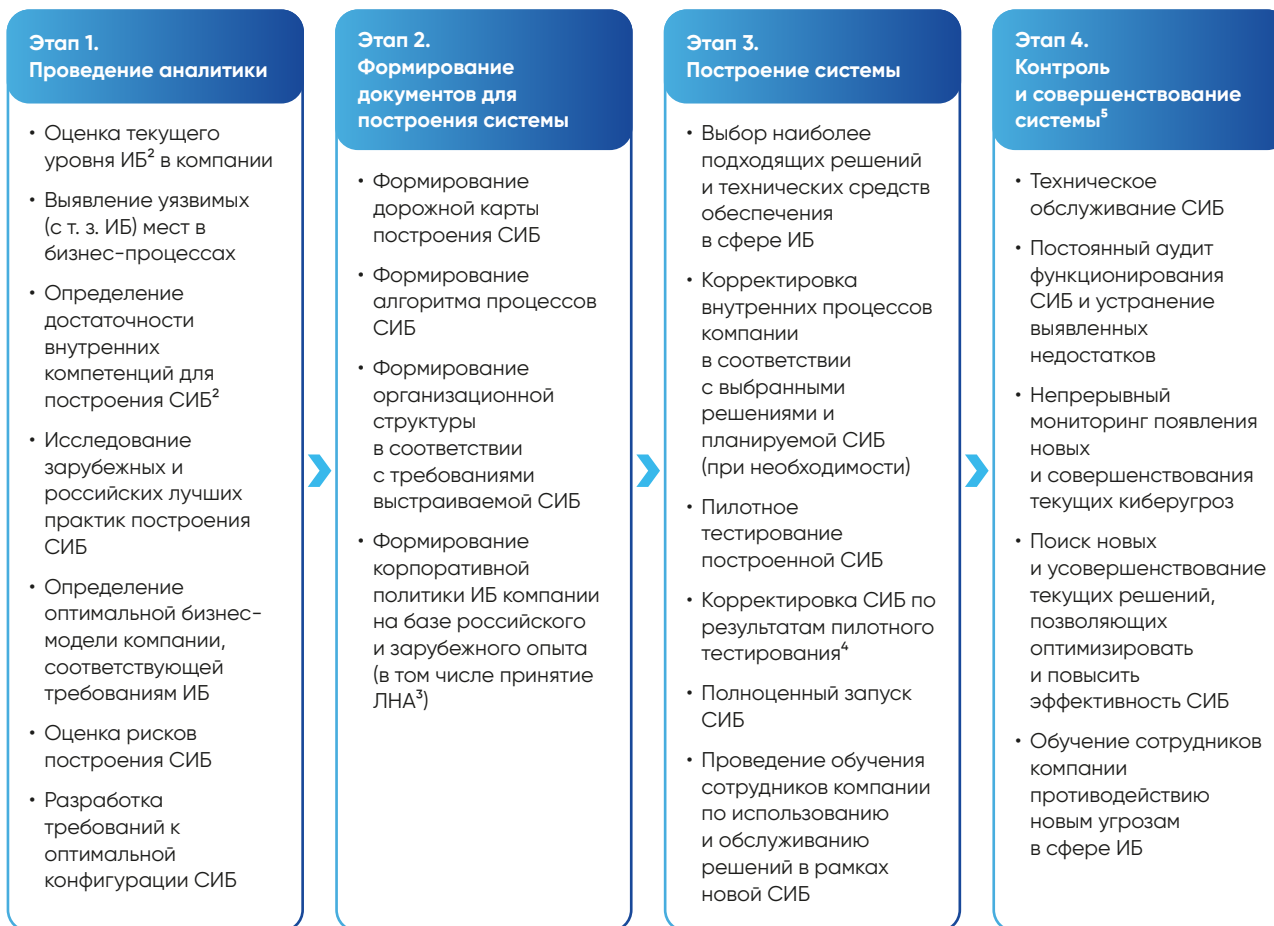 Этап 1.
Проведение аналитики
• Оценка текущего
уровня ИБ² в компании
• Выявление уязвимых
(с т. з. ИБ) мест в
бизнес-процессах
• Определение
достаточности
внутренних
компетенций для
построения СИБ²
• Исследование
зарубежных и
российских лучших
практик построения
СИБ
• Определение
оптимальной бизнес-
модели компании,
соответствующей
требованиям ИБ
• Оценка рисков
построения СИБ
• Разработка
требований к
оптимальной
конфигурации СИБ
Этап 2.
Формирование
документов для
построения системы
• Формирование
дорожной карты
построения СИБ
• Формирование
алгоритма процессов
СИБ
• Формирование
организационной
структуры
в соответствии
с требованиями
выстраиваемой СИБ
• Формирование
корпоративной
политики ИБ компании
на базе российского
и зарубежного опыта
(в том числе принятие
ЛНА³)
Этап 3.
Построение системы
• Выбор наиболее
подходящих решений
и технических средств
обеспечения
в сфере ИБ
• Корректировка
внутренних процессов
компании
в соответствии
с выбранными
решениями и
планируемой СИБ
(при необходимости)
• Пилотное
тестирование
построенной СИБ
• Корректировка СИБ по
результатам пилотного
тестирования⁴
• Полноценный запуск
СИБ
• Проведение обучения
сотрудников компании
по использованию
и обслуживанию
решений в рамках
новой СИБ
Этап 4.
Контроль
и совершенствование
системы⁵
• Техническое
обслуживание СИБ
• Постоянный аудит
функционирования
СИБ и устранение
выявленных
недостатков
• Непрерывный
мониторинг появления
новых
и совершенствования
текущих киберугроз
• Поиск новых
и усовершенствование
текущих решений,
позволяющих
оптимизировать
и повысить
эффективность СИБ
• Обучение сотрудников
компании
противодействию
новым угрозам
в сфере ИБ